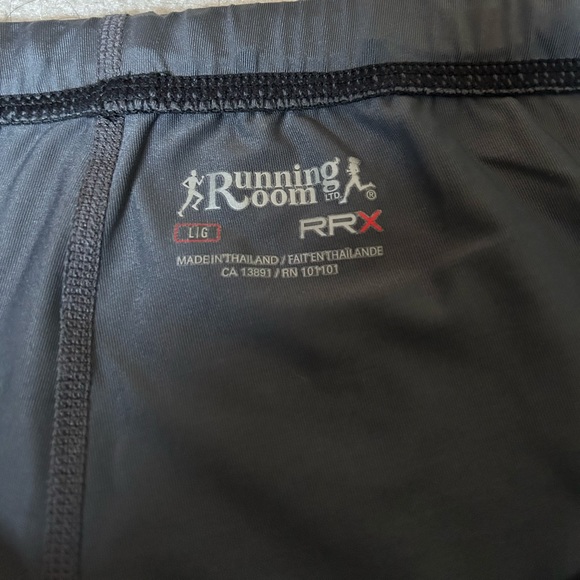 Running
Room LTD. ®
L/G RRX
MADE IN THAILAND / FAIT EN THAÏLANDE
CA 13891 / RN 101101